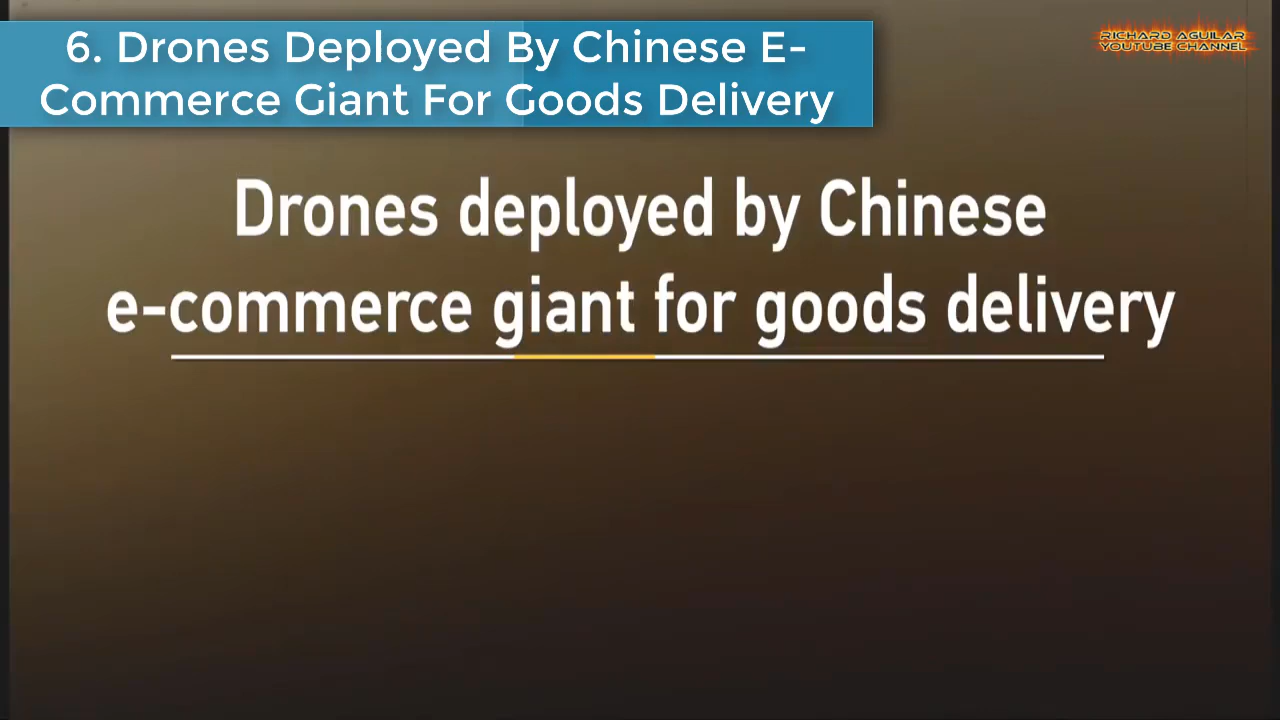 6. Drones Deployed By Chinese E-
Commerce Giant For Goods Delivery
RICHARD AGUILAR
YOUTUBE CHANNEL
Drones deployed by Chinese
e-commerce giant for goods delivery